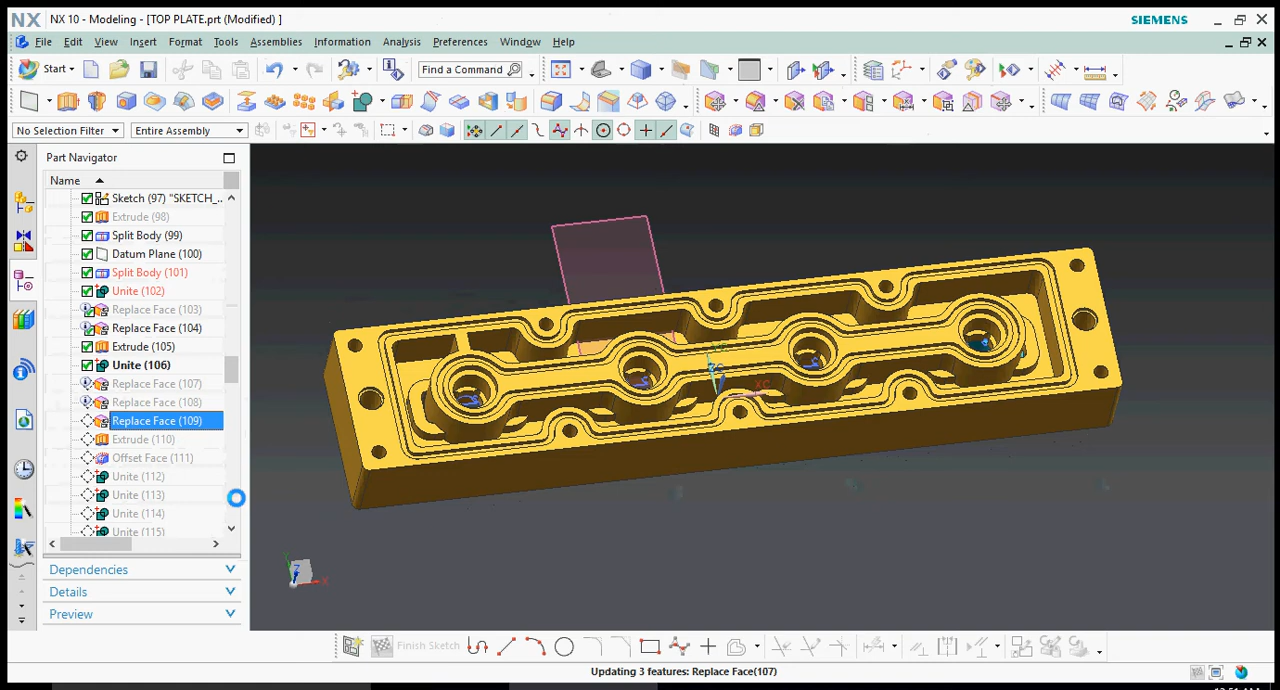 NX NX 10 - Modeling - [TOP PLATE.prt (Modified) ] SIEMENS
File Edit View Insert Format Tools Assemblies Information Analysis Preferences Window Help
Start Find a Command
No Selection Filter Entire Assembly
Part Navigator
Name
Sketch (97) "SKETCH_...
Extrude (98)
Split Body (99)
Datum Plane (100)
Split Body (101)
Unite (102)
Replace Face (103)
Replace Face (104)
Extrude (105)
Unite (106)
Replace Face (107)
Replace Face (108)
Replace Face (109)
Extrude (110)
Offset Face (111)
Unite (112)
Unite (113)
Unite (114)
Unite (115)
Dependencies
Details
Preview
XC
Z
X
Finish Sketch
Updating 3 features: Replace Face(107)